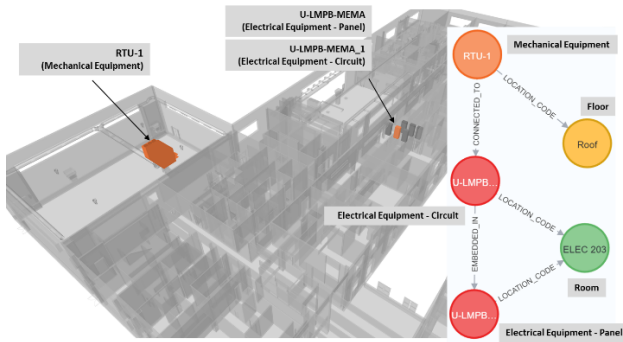 U-LMPB-MEMA
(Electrical Equipment - Panel)
U-LMPB-MEMA_1
(Electrical Equipment - Circuit)
RTU-1
(Mechanical Equipment)
RTU-1
Mechanical Equipment
CONNECTED_TO
LOCATION_CODE
Floor
Roof
U-LMPB...
Electrical Equipment - Circuit
LOCATION_CODE
EMBEDDED_IN
ELEC 203
LOCATION_CODE
Room
U-LMPB...
Electrical Equipment - Panel